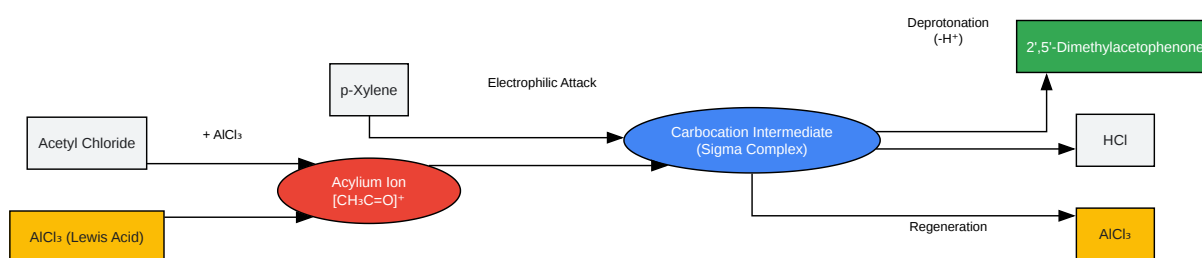 Deprotonation
(-H⁺)
2',5'-Dimethylacetophenone
p-Xylene
Electrophilic Attack
Acetyl Chloride
+ AlCl₃
Carbocation Intermediate
(Sigma Complex)
HCl
Acylium Ion
[CH₃C=O]⁺
AlCl₃ (Lewis Acid)
Regeneration
AlCl₃